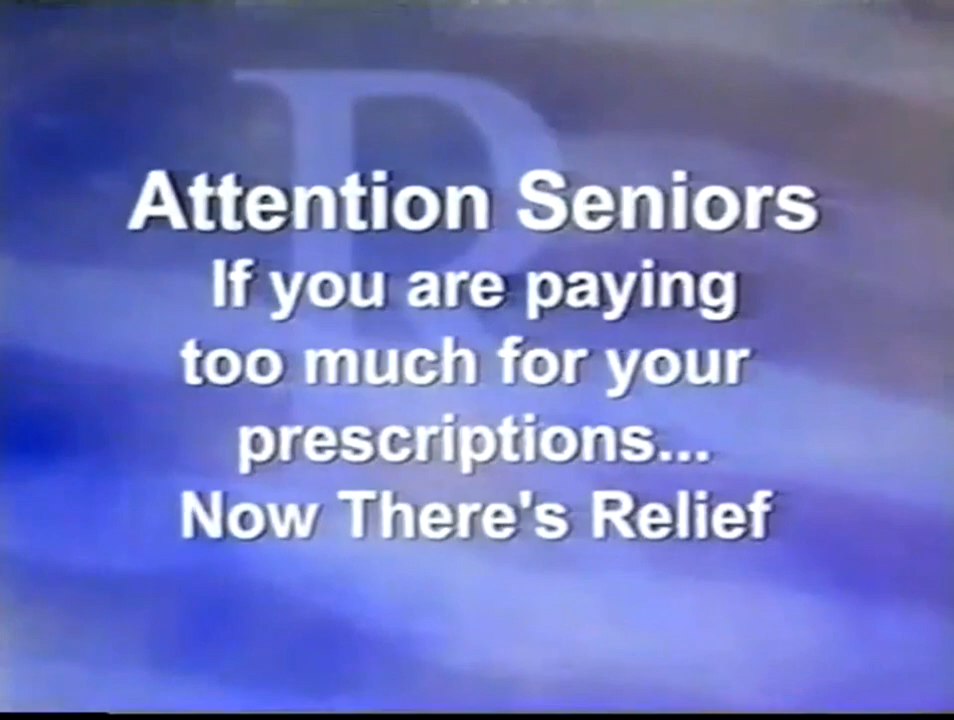 R
Attention Seniors
If you are paying
too much for your
prescriptions...
Now There's Relief